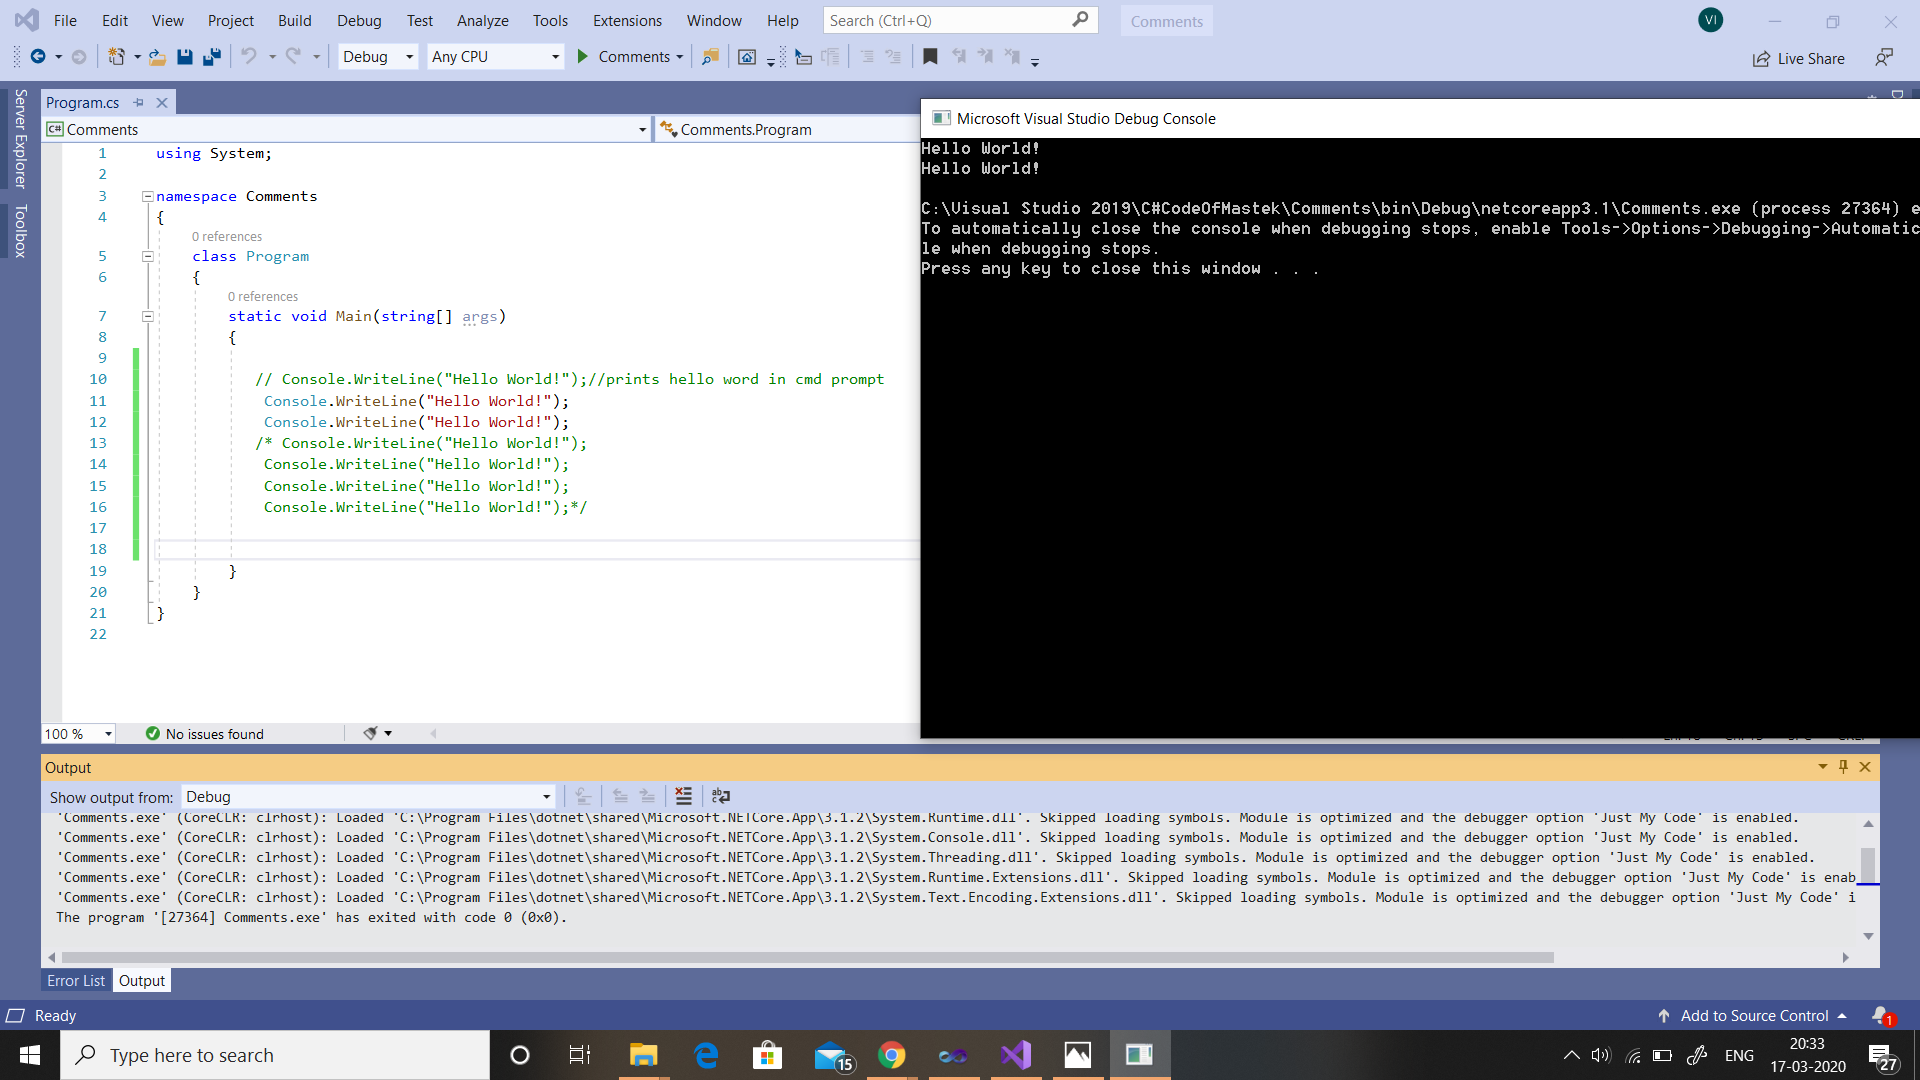 File Edit View Project Build Debug Test Analyze Tools Extensions Window Help Search (Ctrl+Q) Comments VI
Debug Any CPU Comments Live Share
Server Explorer
Toolbox
Program.cs
Comments Comments.Program
1 using System;
2
3 namespace Comments
4 {
0 references
5 class Program
6 {
0 references
7 static void Main(string[] args)
8 {
9
10 // Console.WriteLine("Hello World!");//prints hello word in cmd prompt
11 Console.WriteLine("Hello World!");
12 Console.WriteLine("Hello World!");
13 /* Console.WriteLine("Hello World!");
14 Console.WriteLine("Hello World!");
15 Console.WriteLine("Hello World!");
16 Console.WriteLine("Hello World!");*/
17
18
19 }
20 }
21 }
22
100 % No issues found
Microsoft Visual Studio Debug Console
Hello World!
Hello World!
C:\Visual Studio 2019\C#CodeOfMastek\Comments\bin\Debug\netcoreapp3.1\Comments.exe (process 27364) e
To automatically close the console when debugging stops, enable Tools->Options->Debugging->Automatic
le when debugging stops.
Press any key to close this window . . .
Output
Show output from: Debug
'Comments.exe' (CoreCLR: clrhost): Loaded 'C:\Program Files\dotnet\shared\Microsoft.NETCore.App\3.1.2\System.Runtime.dll'. Skipped loading symbols. Module is optimized and the debugger option 'Just My Code' is enabled.
'Comments.exe' (CoreCLR: clrhost): Loaded 'C:\Program Files\dotnet\shared\Microsoft.NETCore.App\3.1.2\System.Console.dll'. Skipped loading symbols. Module is optimized and the debugger option 'Just My Code' is enabled.
'Comments.exe' (CoreCLR: clrhost): Loaded 'C:\Program Files\dotnet\shared\Microsoft.NETCore.App\3.1.2\System.Threading.dll'. Skipped loading symbols. Module is optimized and the debugger option 'Just My Code' is enabled.
'Comments.exe' (CoreCLR: clrhost): Loaded 'C:\Program Files\dotnet\shared\Microsoft.NETCore.App\3.1.2\System.Runtime.Extensions.dll'. Skipped loading symbols. Module is optimized and the debugger option 'Just My Code' is enab
'Comments.exe' (CoreCLR: clrhost): Loaded 'C:\Program Files\dotnet\shared\Microsoft.NETCore.App\3.1.2\System.Text.Encoding.Extensions.dll'. Skipped loading symbols. Module is optimized and the debugger option 'Just My Code' i
The program '[27364] Comments.exe' has exited with code 0 (0x0).
Error List Output
Ready Add to Source Control 1
Type here to search 15 ENG 20:33
17-03-2020 27